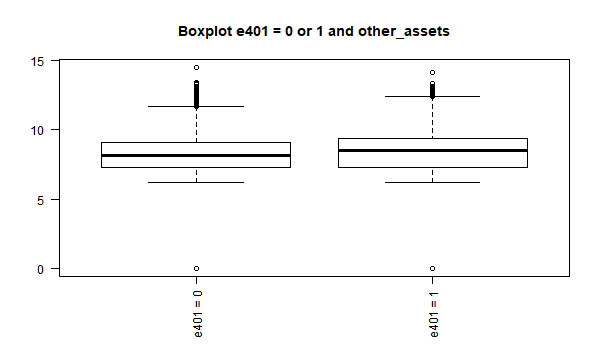 Boxplot e401 = 0 or 1 and other_assets
15
10
5
0
e401 = 0
e401 = 1